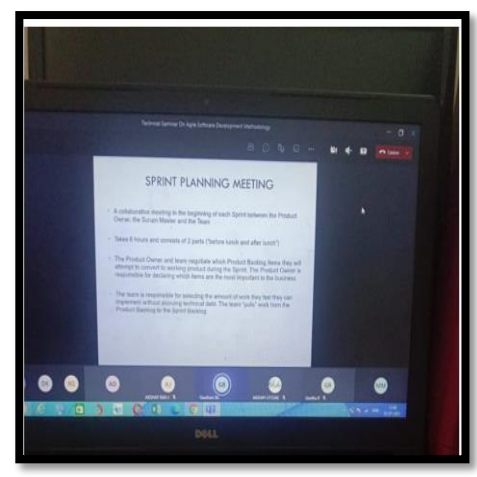 Technical Seminar On Agile Software Development Methodology
Leave
SPRINT PLANNING MEETING
A collaborative meeting in the beginning of each Sprint between the Product
Owner, the Scrum Master and the Team
Takes 8 hours and consists of 2 parts ("before lunch and after lunch")
The Product Owner and team negotiate which Product Backlog Items they will
attempt to convert to working product during the Sprint. The Product Owner is
responsible for declaring which items are the most important to the business
The team is responsible for selecting the amount of work they feel they can
implement without accruing technical debt. The team "pulls" work from the
Product Backlog to the Sprint Backlog
AD
GB
GR
DELL